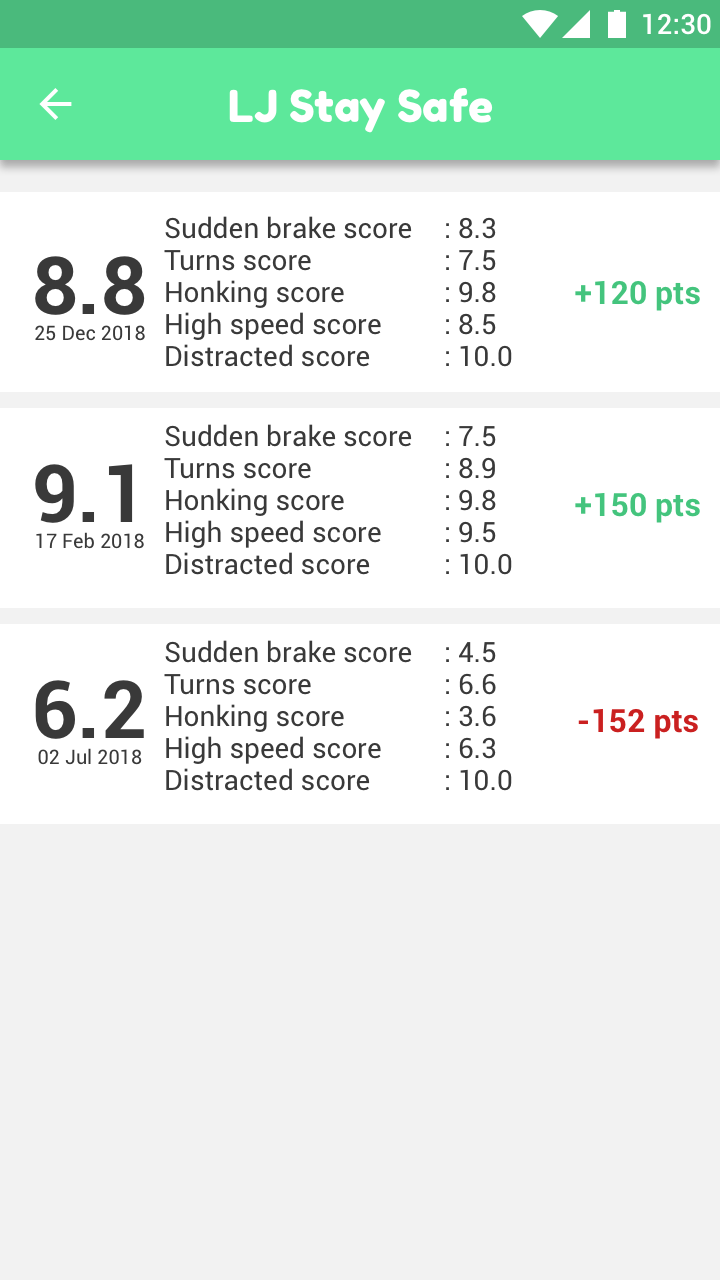 12:30
LJ Stay Safe
8.8
25 Dec 2018
Sudden brake score : 8.3
Turns score : 7.5
Honking score : 9.8
High speed score : 8.5
Distracted score : 10.0
+120 pts
9.1
17 Feb 2018
Sudden brake score : 7.5
Turns score : 8.9
Honking score : 9.8
High speed score : 9.5
Distracted score : 10.0
+150 pts
6.2
02 Jul 2018
Sudden brake score : 4.5
Turns score : 6.6
Honking score : 3.6
High speed score : 6.3
Distracted score : 10.0
-152 pts